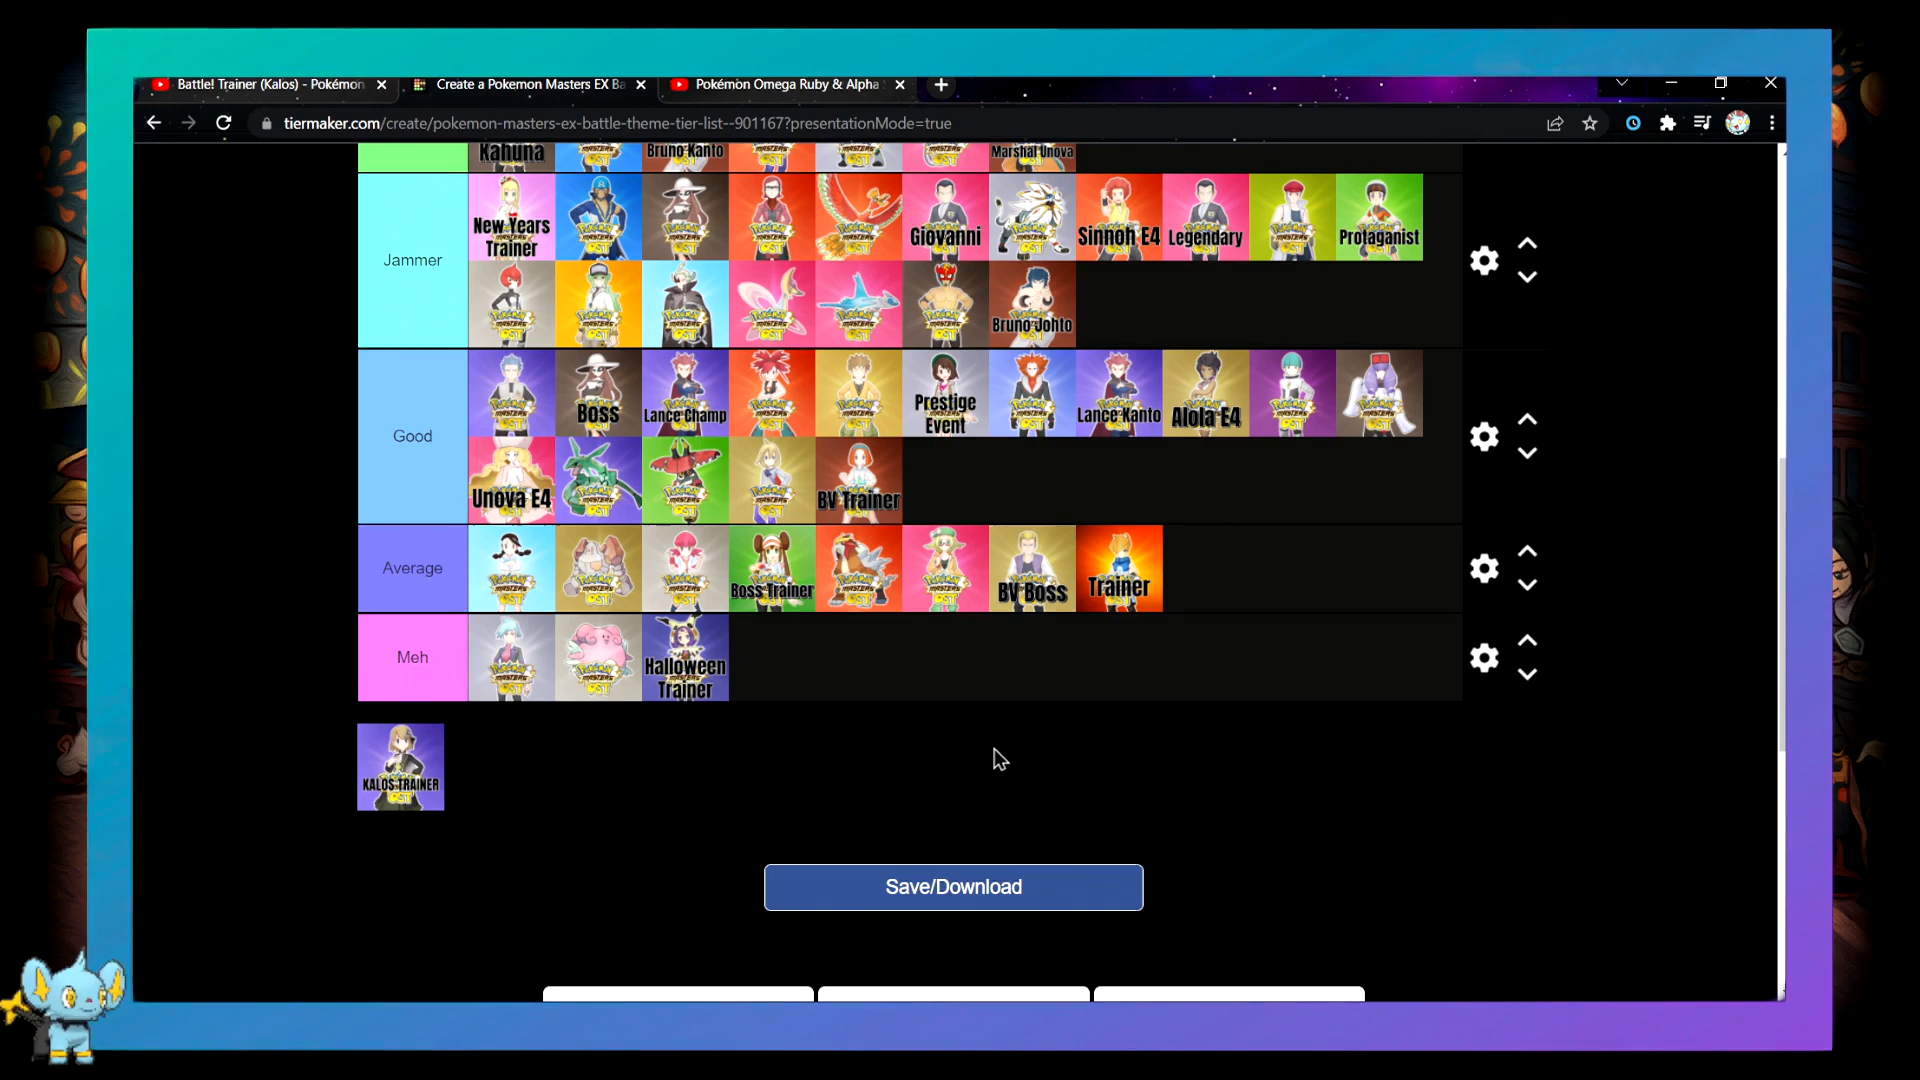 Battle! Trainer (Kalos) - Pokémon
Create a Pokemon Masters EX Ba
Pokémon Omega Ruby & Alpha
tiermaker.com/create/pokemon-masters-ex-battle-theme-tier-list--901167?presentationMode=true
Kahuna
Bruno Kanto
Marshal Unova
Jammer
New Years
Trainer
Giovanni
Sinnoh E4
Legendary
Protaganist
Bruno Johto
Good
Boss
Lance Champ
Prestige
Event
Lance Kanto
Alola E4
Unova E4
BV Trainer
Average
Boss Trainer
BV Boss
Trainer
Meh
Halloween
Trainer
KALOS TRAINER
OST
Save/Download